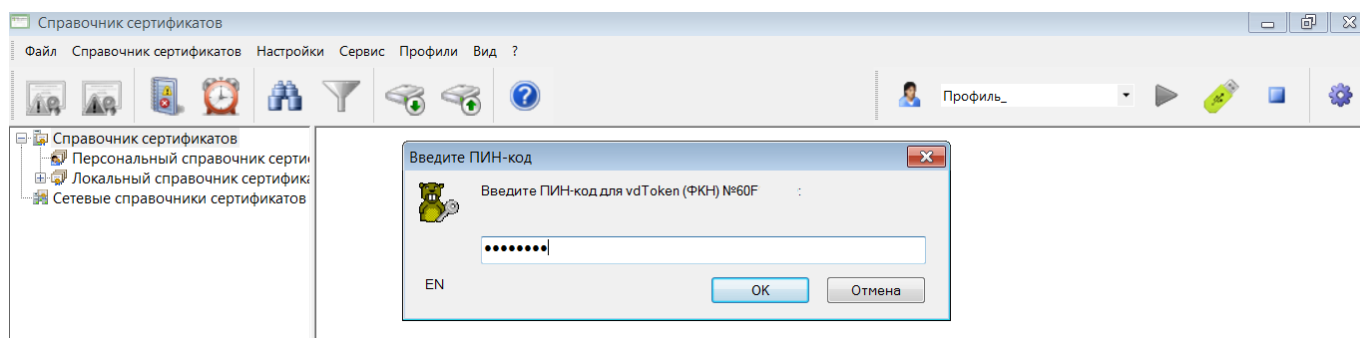 Справочник сертификатов
Файл Справочник сертификатов Настройки Сервис Профили Вид ?
Профиль_
Справочник сертификатов
Персональный справочник серти
Локальный справочник сертифика
Сетевые справочники сертификатов
Введите ПИН-код
Введите ПИН-код для vdToken (ФКН) №60F :
••••••••
EN
OK Отмена